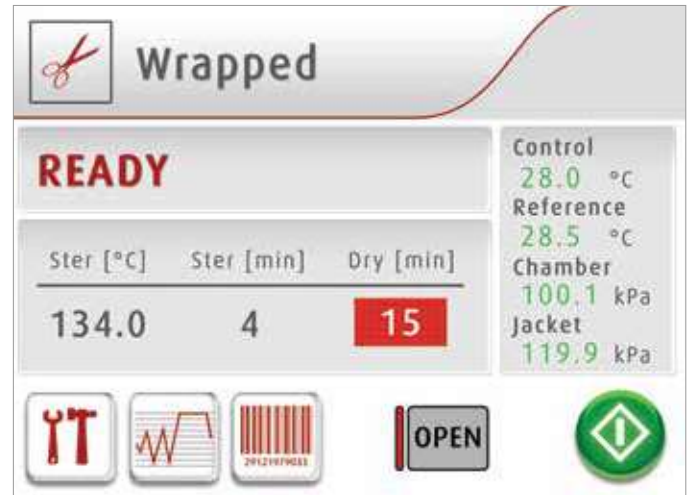 Wrapped
READY
Ster [°C] Ster [min] Dry [min]
134.0 4 15
Control
28.0 °C
Reference
28.5 °C
Chamber
100.1 kPa
Jacket
119.9 kPa
OPEN